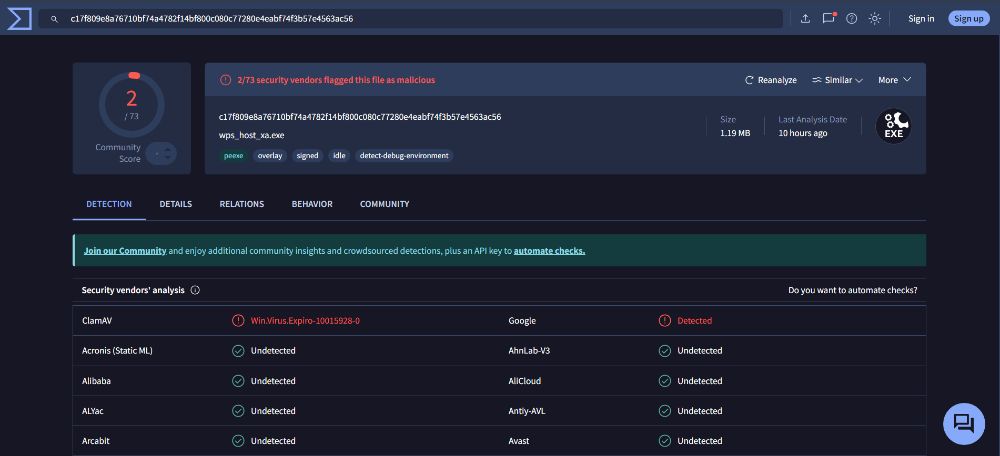 c17f809e8a76710bf74a4782f14bf800c080c77280e4eabf74f3b57e4563ac56
Sign in
Sign up
2
/ 73
Community
Score
2/73 security vendors flagged this file as malicious
Reanalyze
Similar
More
c17f809e8a76710bf74a4782f14bf800c080c77280e4eabf74f3b57e4563ac56
wps_host_xa.exe
peexe
overlay
signed
idle
detect-debug-environment
Size
1.19 MB
Last Analysis Date
10 hours ago
EXE
DETECTION
DETAILS
RELATIONS
BEHAVIOR
COMMUNITY
Join our Community and enjoy additional community insights and crowdsourced detections, plus an API key to automate checks.
Security vendors' analysis
Do you want to automate checks?
ClamAV
Win.Virus.Expiro-10015928-0
Google
Detected
Acronis (Static ML)
Undetected
AhnLab-V3
Undetected
Alibaba
Undetected
AliCloud
Undetected
ALYac
Undetected
Antiy-AVL
Undetected
Arcabit
Undetected
Avast
Undetected